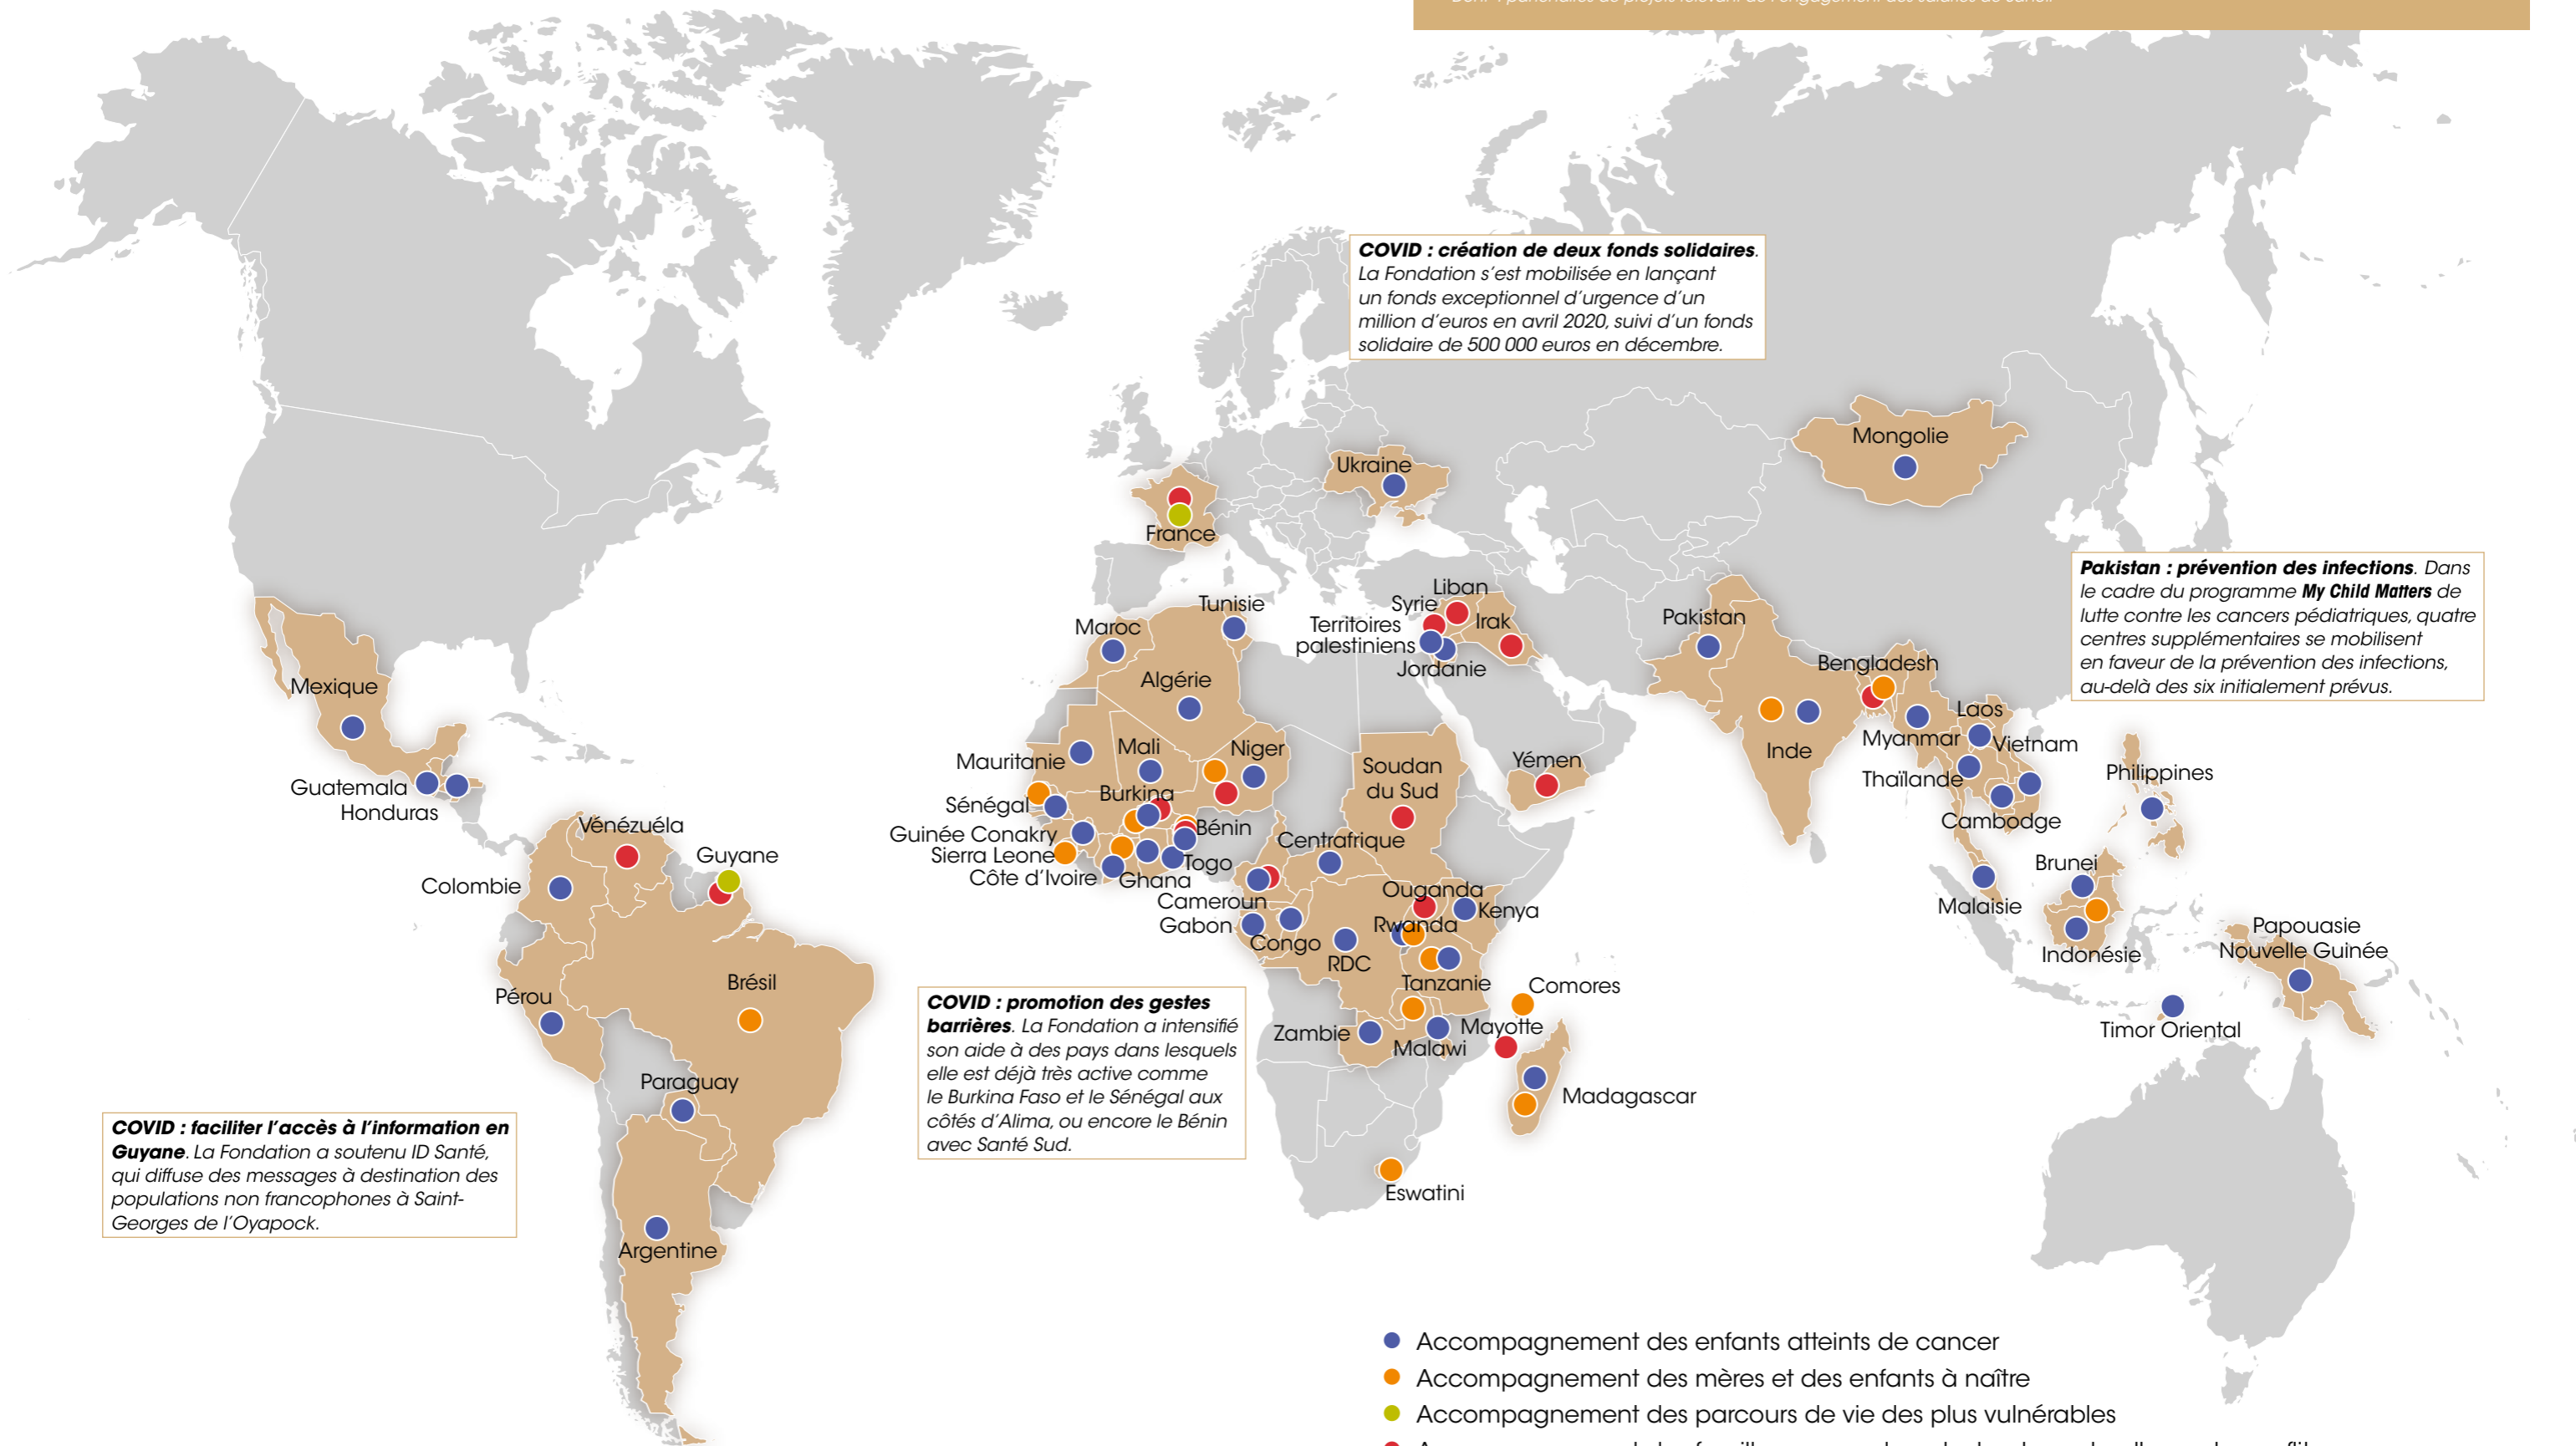 COVID : création de deux fonds solidaires.
La Fondation s'est mobilisée en lançant
un fonds exceptionnel d'urgence d'un
million d'euros en avril 2020, suivi d'un fonds
solidaire de 500 000 euros en décembre.
Mongolie
Ukraine
France
Pakistan : prévention des infections. Dans
le cadre du programme My Child Matters de
lutte contre les cancers pédiatriques, quatre
centres supplémentaires se mobilisent
en faveur de la prévention des infections,
au-delà des six initialement prévus.
Liban
Syrie
Tunisie
Irak
Territoires
palestiniens
Jordanie
Maroc
Pakistan
Bengladesh
Algérie
Mexique
Laos
Myanmar
Vietnam
Inde
Mali
Niger
Mauritanie
Yémen
Soudan
du Sud
Philippines
Thaïlande
Guatemala
Honduras
Burkina
Sénégal
Cambodge
Vénézuéla
Bénin
Guinée Conakry
Centrafrique
Sierra Leone
Guyane
Togo
Brunei
Côte d'Ivoire
Ghana
Colombie
Ouganda
Cameroun
Kenya
Malaisie
Gabon
Rwanda
Congo
RDC
Papouasie
Nouvelle Guinée
Indonésie
Tanzanie
Comores
Brésil
Pérou
COVID : promotion des gestes
barrières. La Fondation a intensifié
son aide à des pays dans lesquels
elle est déjà très active comme
le Burkina Faso et le Sénégal aux
côtés d'Alima, ou encore le Bénin
avec Santé Sud.
Zambie
Mayotte
Malawi
Timor Oriental
Madagascar
Paraguay
COVID : faciliter l'accès à l'information en
Guyane. La Fondation a soutenu ID Santé,
qui diffuse des messages à destination des
populations non francophones à Saint-
Georges de l'Oyapock.
Eswatini
Argentine
Accompagnement des enfants atteints de cancer
Accompagnement des mères et des enfants à naître
Accompagnement des parcours de vie des plus vulnérables